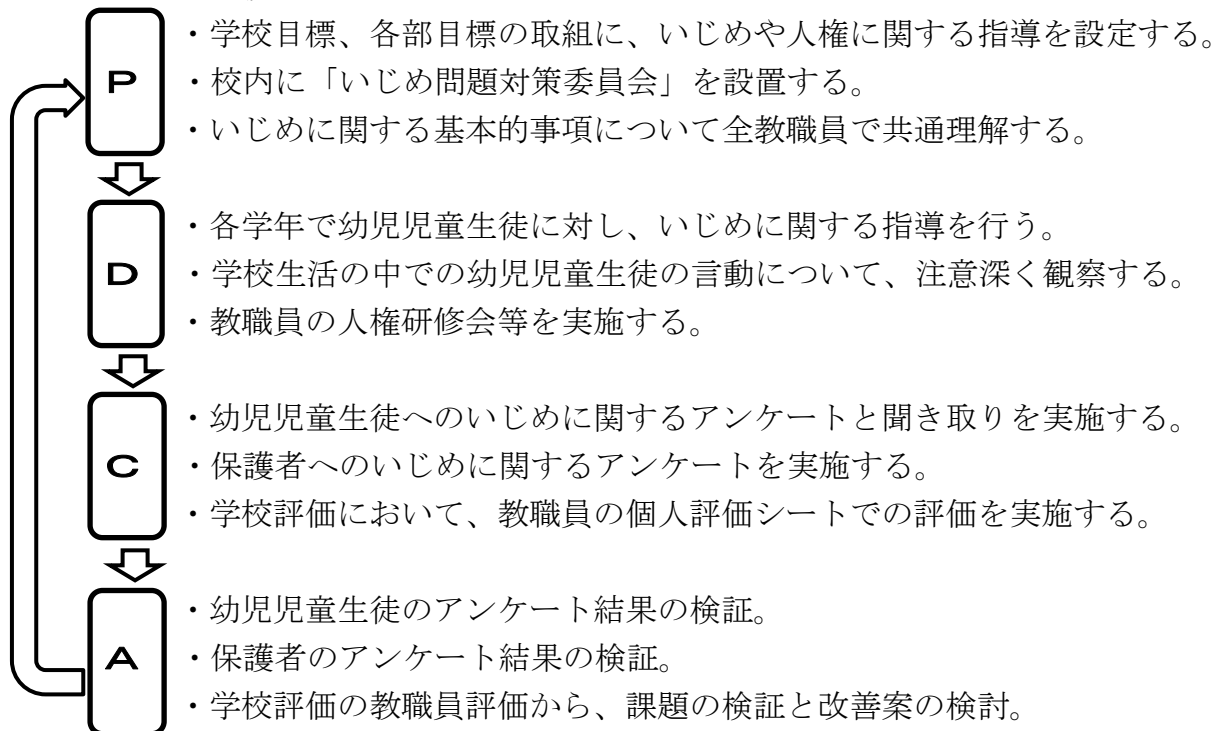 ・学校目標、各部目標の取組に、いじめや人権に関する指導を設定する。
P ・校内に「いじめ問題対策委員会」を設置する。
・いじめに関する基本的事項について全教職員で共通理解する。
・各学年で幼児児童生徒に対し、いじめに関する指導を行う。
D ・学校生活の中での幼児児童生徒の言動について、注意深く観察する。
・教職員の人権研修会等を実施する。
・幼児児童生徒へのいじめに関するアンケートと聞き取りを実施する。
C ・保護者へのいじめに関するアンケートを実施する。
・学校評価において、教職員の個人評価シートでの評価を実施する。
・幼児児童生徒のアンケート結果の検証。
A ・保護者のアンケート結果の検証。
・学校評価の教職員評価から、課題の検証と改善案の検討。